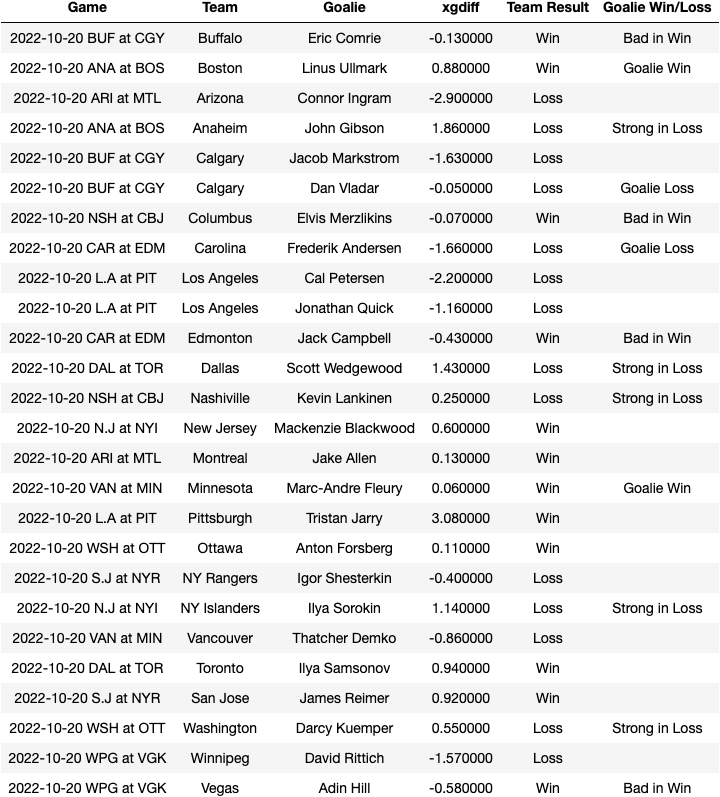 Game Team Goalie xgdiff Team Result Goalie Win/Loss
2022-10-20 BUF at CGY Buffalo Eric Comrie -0.130000 Win Bad in Win
2022-10-20 ANA at BOS Boston Linus Ullmark 0.880000 Win Goalie Win
2022-10-20 ARI at MTL Arizona Connor Ingram -2.900000 Loss
2022-10-20 ANA at BOS Anaheim John Gibson 1.860000 Loss Strong in Loss
2022-10-20 BUF at CGY Calgary Jacob Markstrom -1.630000 Loss
2022-10-20 BUF at CGY Calgary Dan Vladar -0.050000 Loss Goalie Loss
2022-10-20 NSH at CBJ Columbus Elvis Merzlikins -0.070000 Win Bad in Win
2022-10-20 CAR at EDM Carolina Frederik Andersen -1.660000 Loss Goalie Loss
2022-10-20 L.A at PIT Los Angeles Cal Petersen -2.200000 Loss
2022-10-20 L.A at PIT Los Angeles Jonathan Quick -1.160000 Loss
2022-10-20 CAR at EDM Edmonton Jack Campbell -0.430000 Win Bad in Win
2022-10-20 DAL at TOR Dallas Scott Wedgewood 1.430000 Loss Strong in Loss
2022-10-20 NSH at CBJ Nashiville Kevin Lankinen 0.250000 Loss Strong in Loss
2022-10-20 N.J at NYI New Jersey Mackenzie Blackwood 0.600000 Win
2022-10-20 ARI at MTL Montreal Jake Allen 0.130000 Win
2022-10-20 VAN at MIN Minnesota Marc-Andre Fleury 0.060000 Win Goalie Win
2022-10-20 L.A at PIT Pittsburgh Tristan Jarry 3.080000 Win
2022-10-20 WSH at OTT Ottawa Anton Forsberg 0.110000 Win
2022-10-20 S.J at NYR NY Rangers Igor Shesterkin -0.400000 Loss
2022-10-20 N.J at NYI NY Islanders Ilya Sorokin 1.140000 Loss Strong in Loss
2022-10-20 VAN at MIN Vancouver Thatcher Demko -0.860000 Loss
2022-10-20 DAL at TOR Toronto Ilya Samsonov 0.940000 Win
2022-10-20 S.J at NYR San Jose James Reimer 0.920000 Win
2022-10-20 WSH at OTT Washington Darcy Kuemper 0.550000 Loss Strong in Loss
2022-10-20 WPG at VGK Winnipeg David Rittich -1.570000 Loss
2022-10-20 WPG at VGK Vegas Adin Hill -0.580000 Win Bad in Win